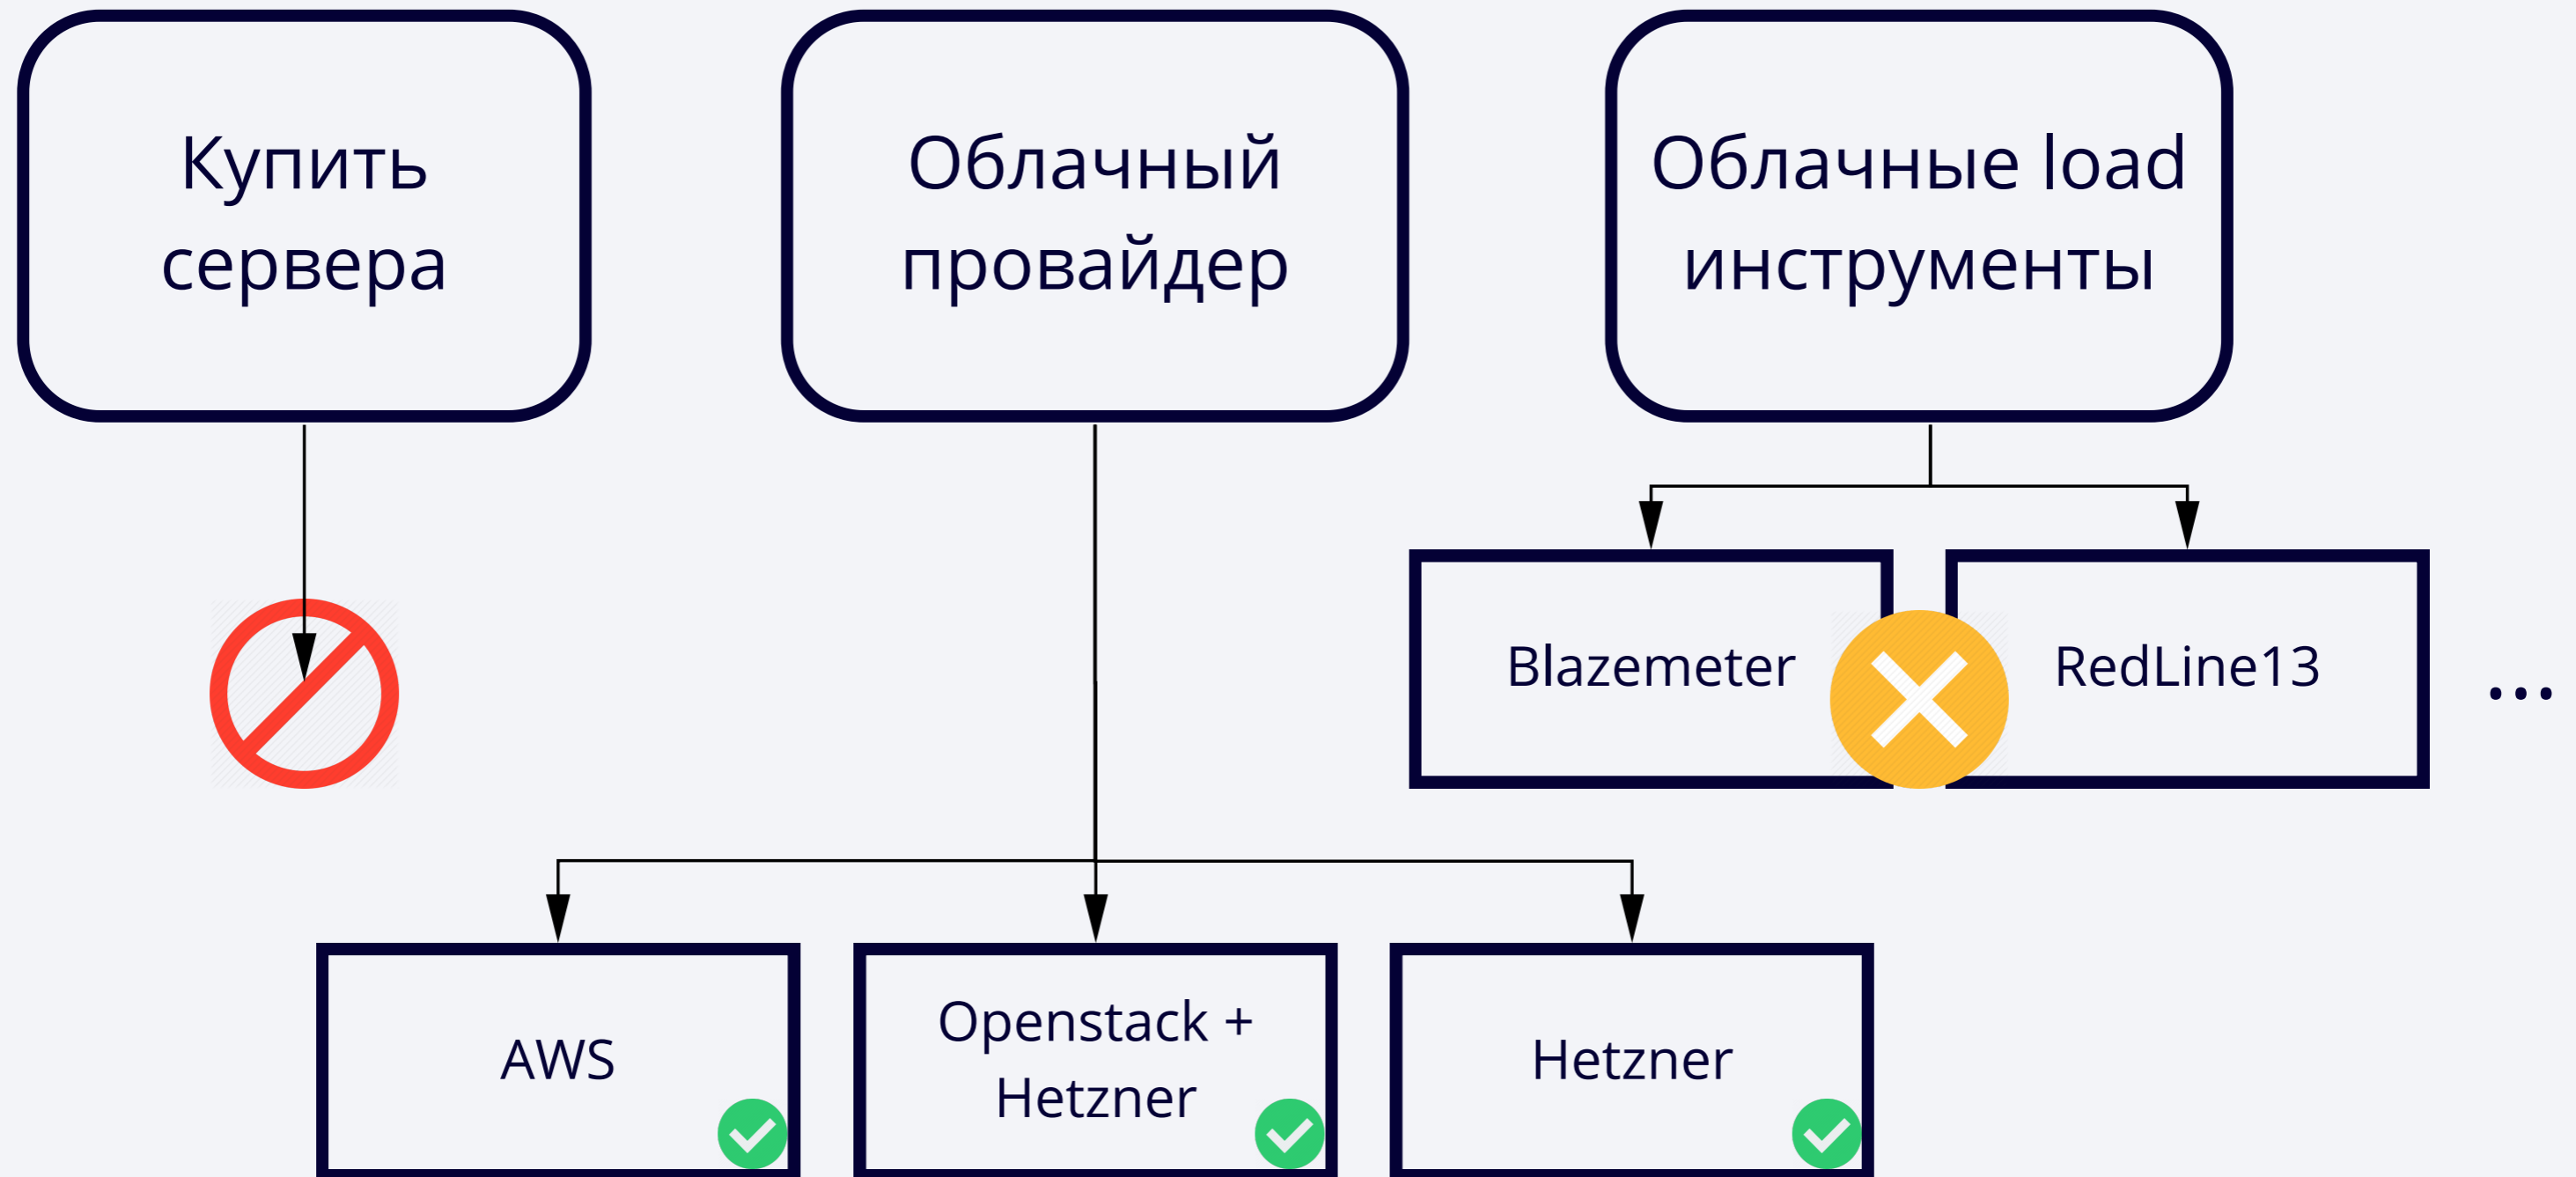 Купить
сервера
Облачный
провайдер
Облачные load
инструменты
Blazemeter
RedLine13
...
AWS
Openstack +
Hetzner
Hetzner